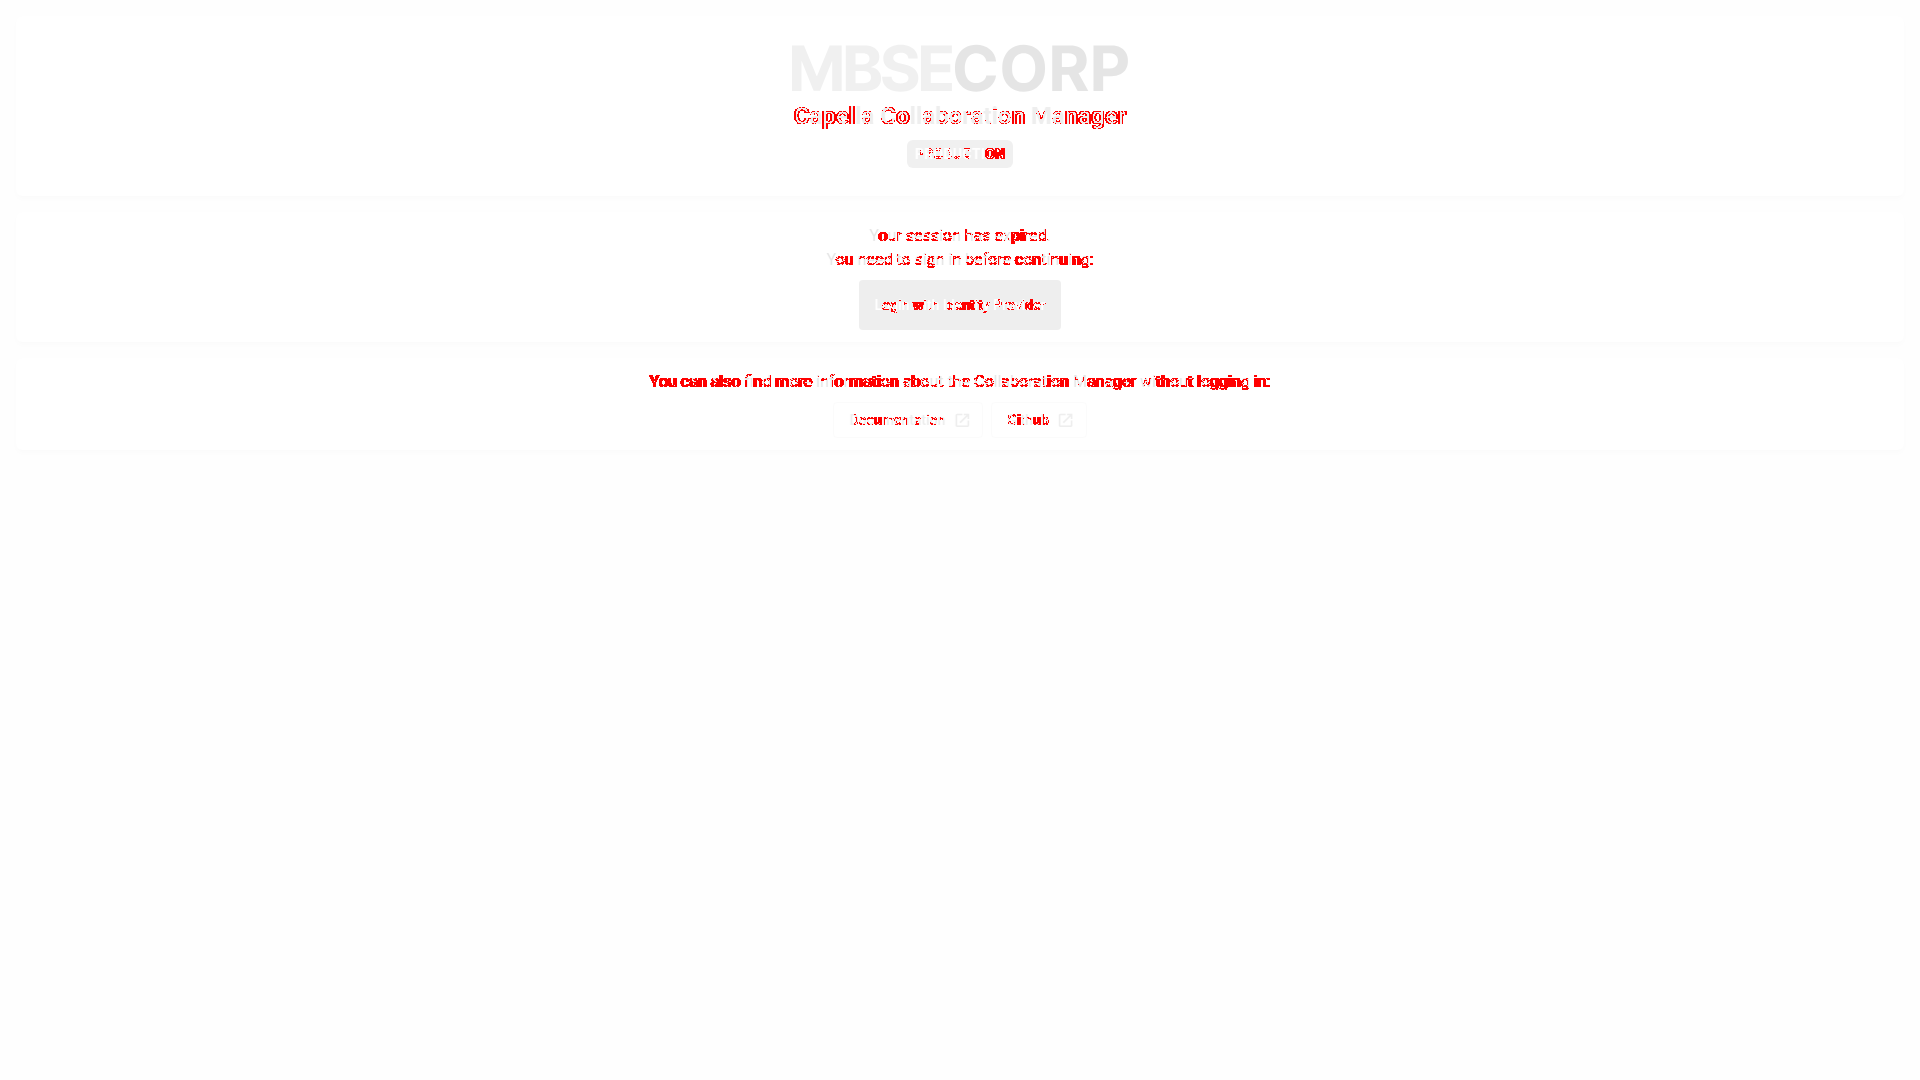 MBSECORP
Capella Collaboration Manager
PRODUCTION
Your session has expired.
You need to sign in before continuing:
Login with Identity Provider
You can also find more information about the Collaboration Manager without logging in:
Documentation
Github